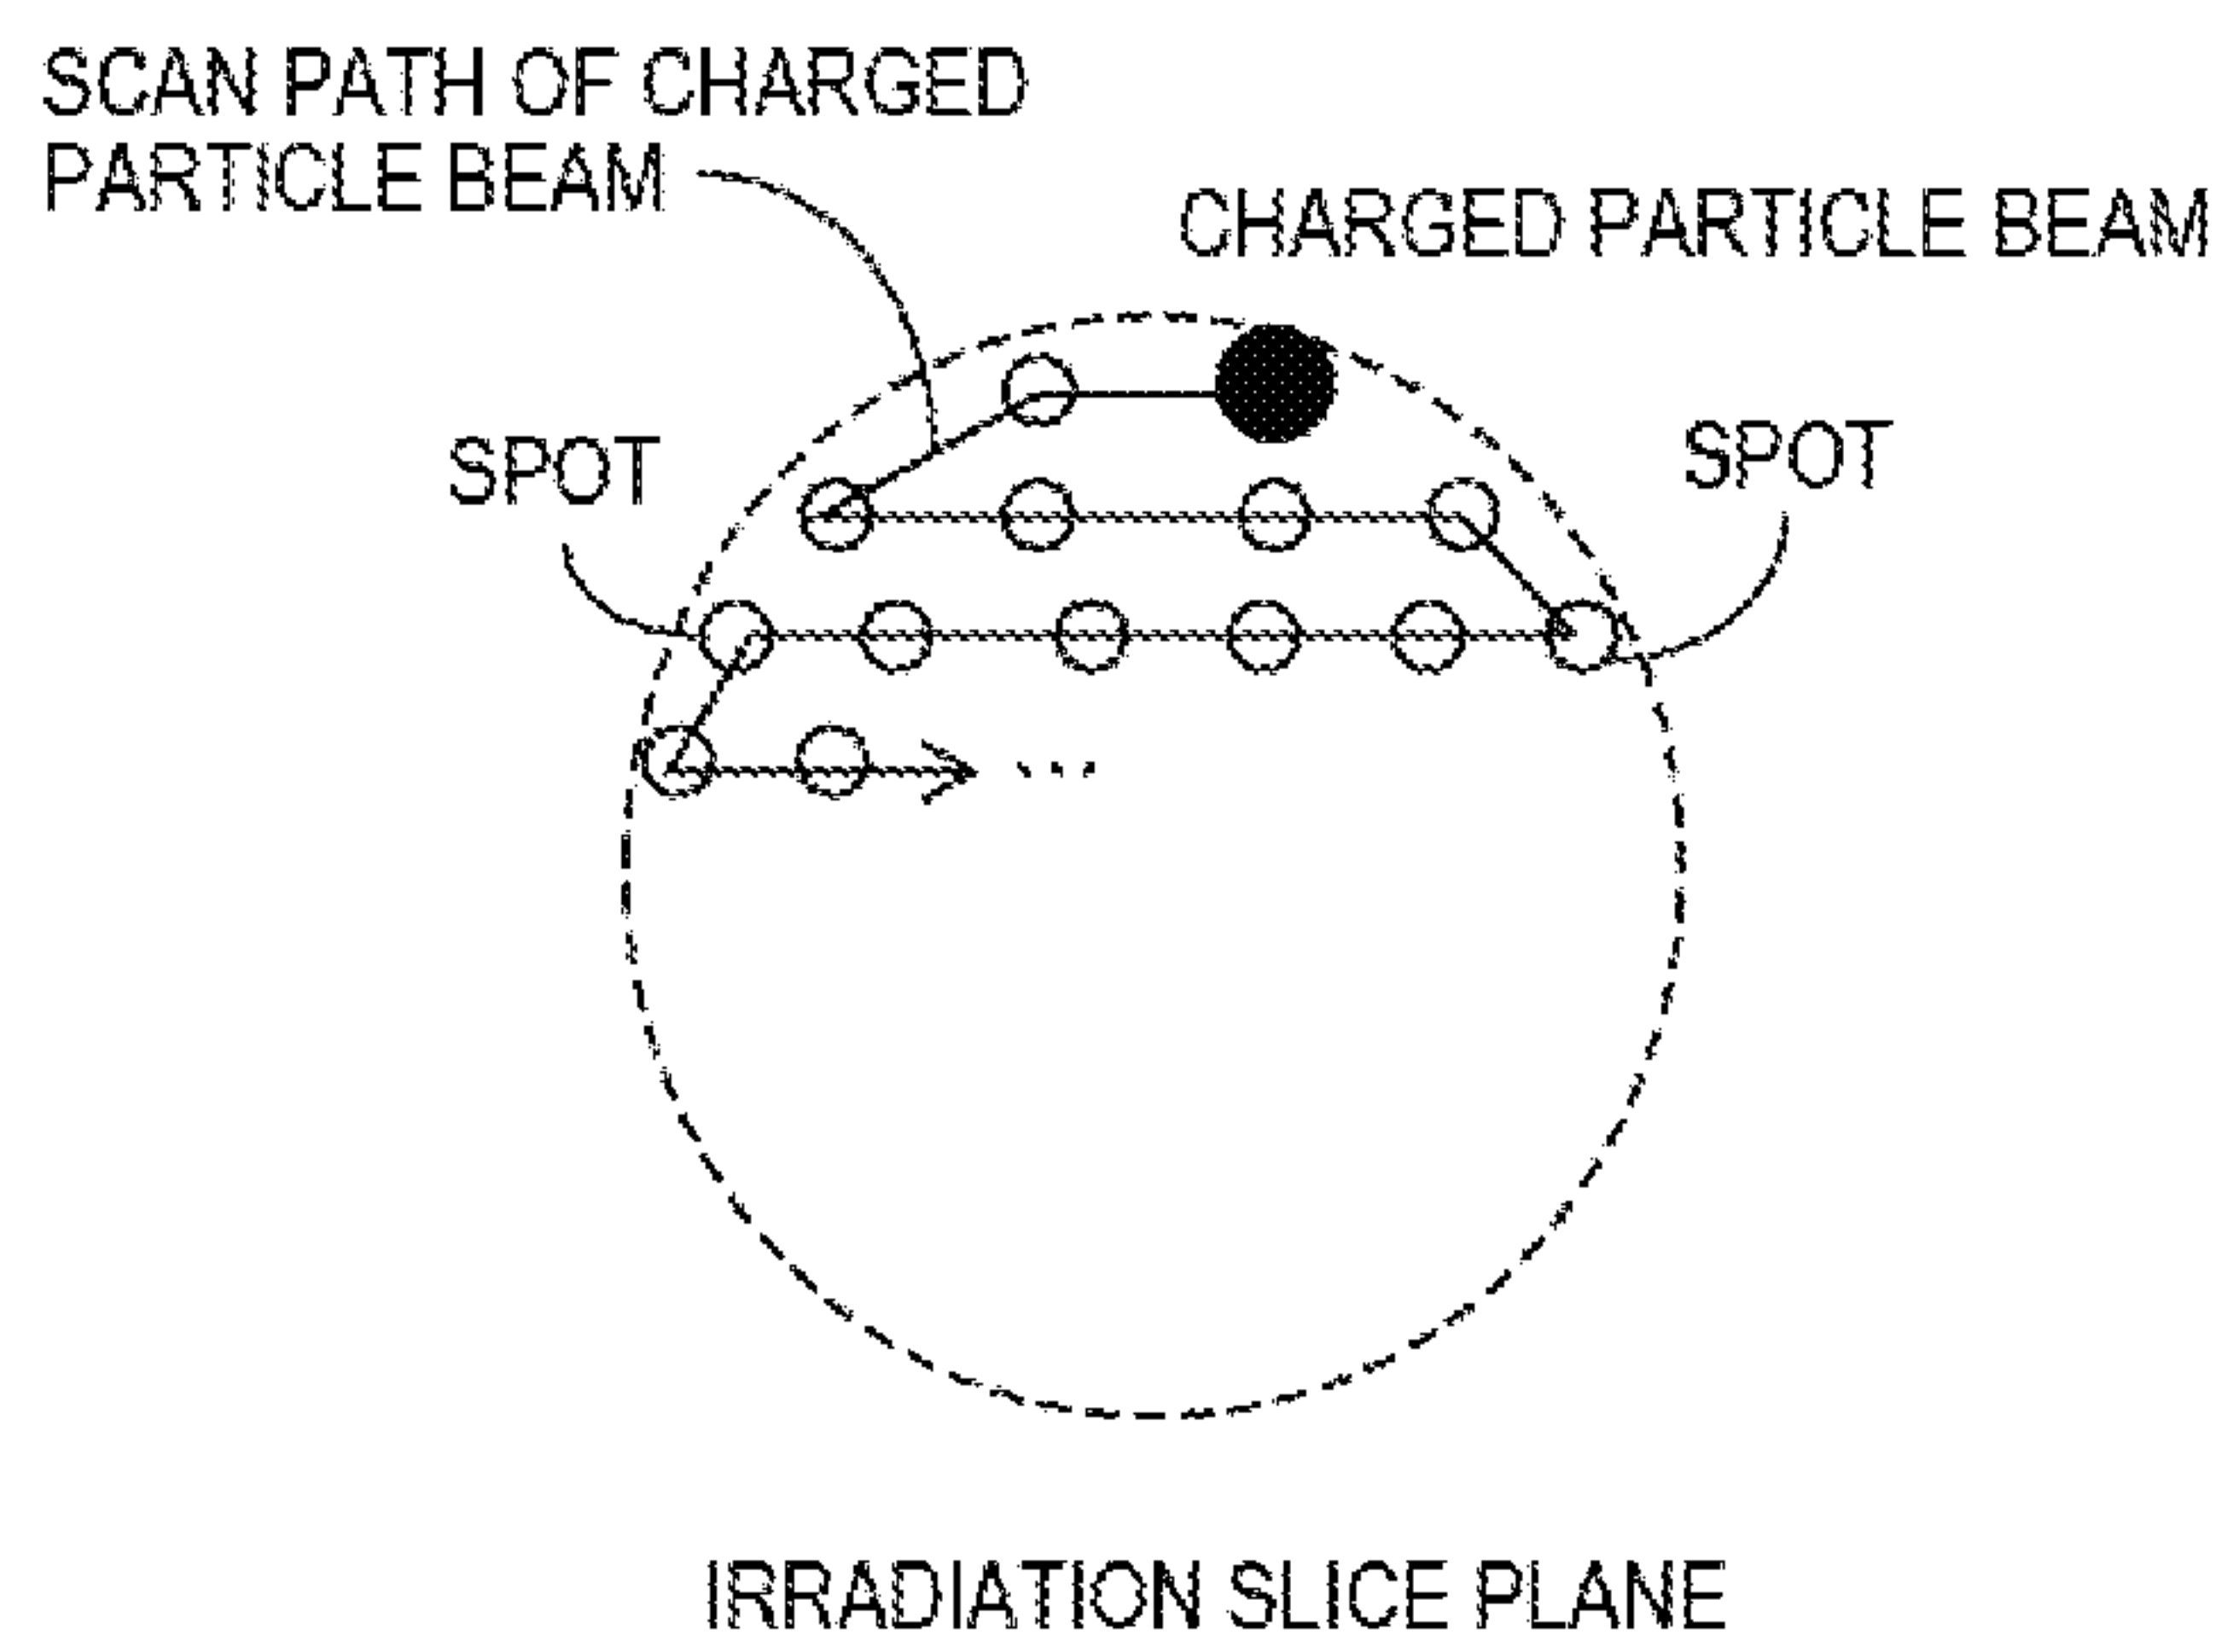 SCAN PATH OF CHARGED
PARTICLE BEAM
CHARGED PARTICLE BEAM
SPOT
SPOT
...
IRRADIATION SLICE PLANE